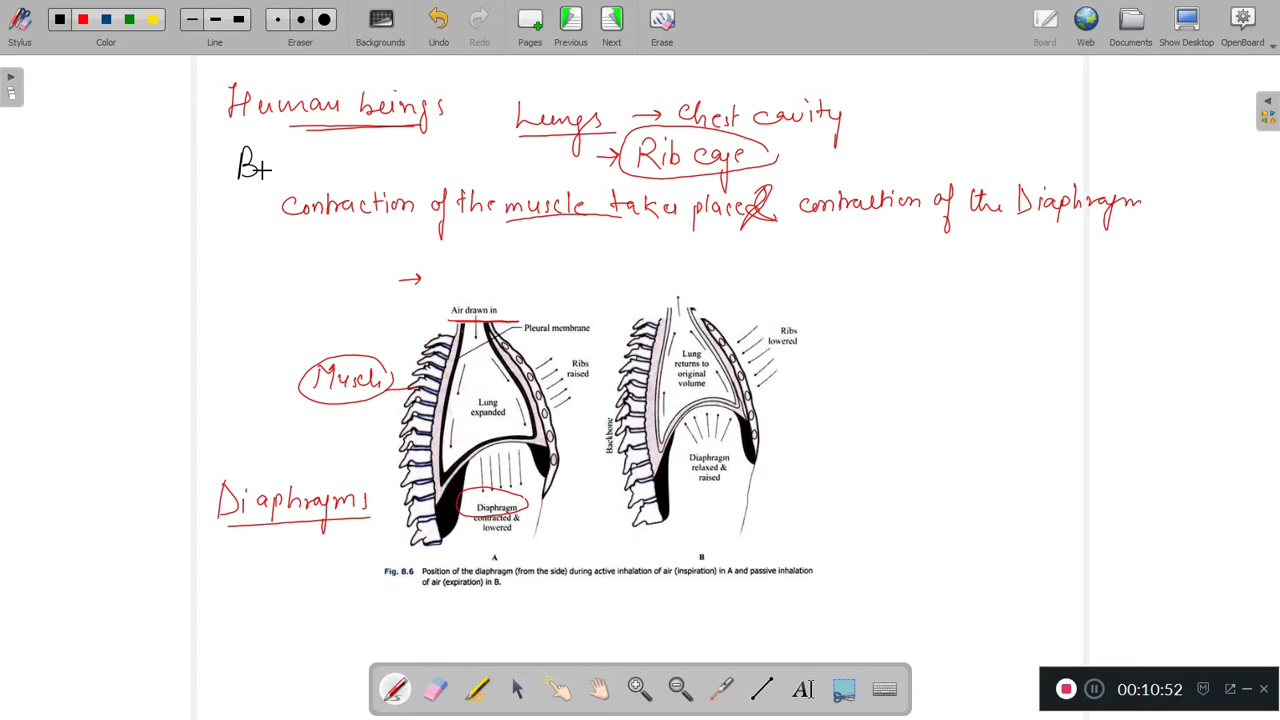 Stylus
Color
Line
Eraser
Backgrounds
Undo
Redo
Pages
Previous
Next
Erase
Board
Web
Documents
Show Desktop
OpenBoard
Human beings
Lungs → Chest cavity
→ Rib cage
B
contraction of the muscle takes place & contraction of the Diaphragm
→
Air drawn in
Pleural membrane
Ribs
raised
Muscli
Lung
expanded
Diaphragms
Diaphragm
contracted &
lowered
A
Ribs
lowered
Lung
returns to
original
volume
Backbone
Diaphragm
relaxed &
raised
B
Fig. 8.6 Position of the diaphragm (from the side) during active inhalation of air (inspiration) in A and passive inhalation
of air (expiration) in B.
00:10:52